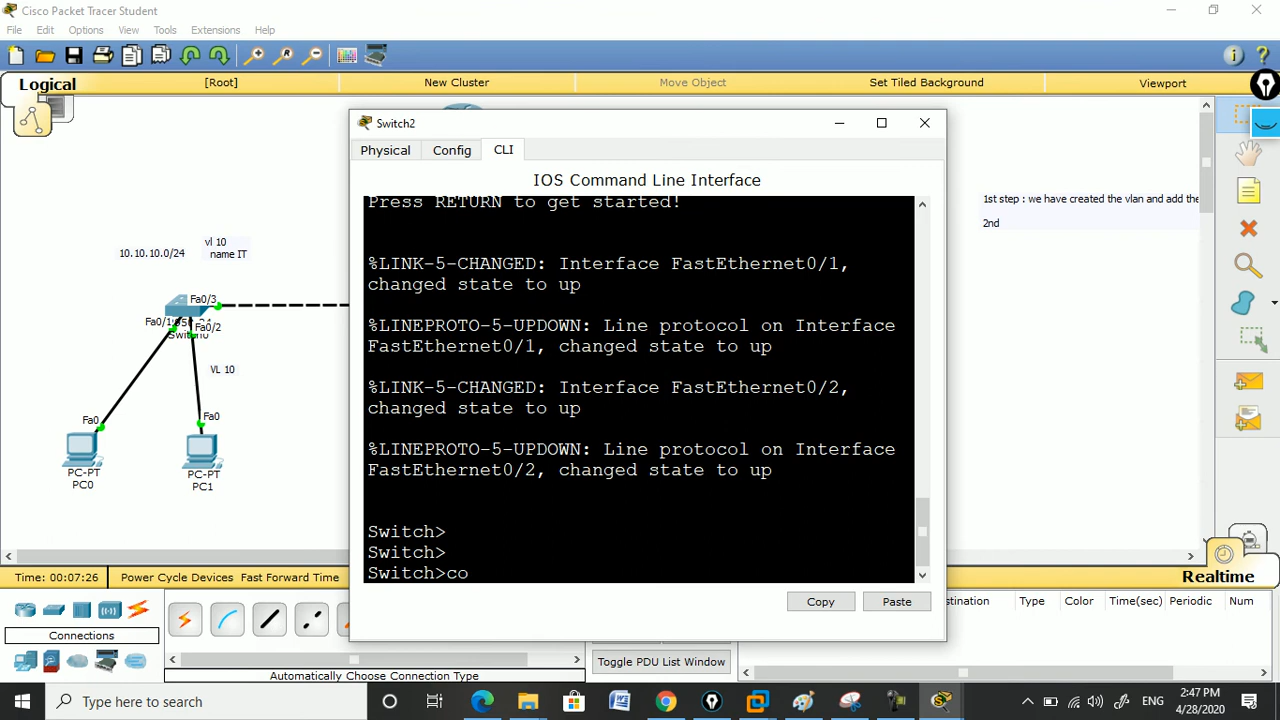 Cisco Packet Tracer Student
File Edit Options View Tools Extensions Help
Logical
[Root]
New Cluster
Move Object
Set Tiled Background
Viewport
10.10.10.0/24
vl 10
name IT
Fa0/3
Fa0/1
Fa0/2
VL 10
Fa0
Fa0
PC-PT
PC0
PC-PT
PC1
Switch2
Physical Config CLI
IOS Command Line Interface
Press RETURN to get started!
%LINK-5-CHANGED: Interface FastEthernet0/1,
changed state to up
%LINEPROTO-5-UPDOWN: Line protocol on Interface
FastEthernet0/1, changed state to up
%LINK-5-CHANGED: Interface FastEthernet0/2,
changed state to up
%LINEPROTO-5-UPDOWN: Line protocol on Interface
FastEthernet0/2, changed state to up
Switch>
Switch>
Switch>co
Copy Paste
1st step : we have created the vlan and add the
2nd
Time: 00:07:26 Power Cycle Devices Fast Forward Time
Realtime
Connections
Automatically Choose Connection Type
Toggle PDU List Window
Type Color Time(sec) Periodic Num
Type here to search
ENG
2:47 PM
4/28/2020